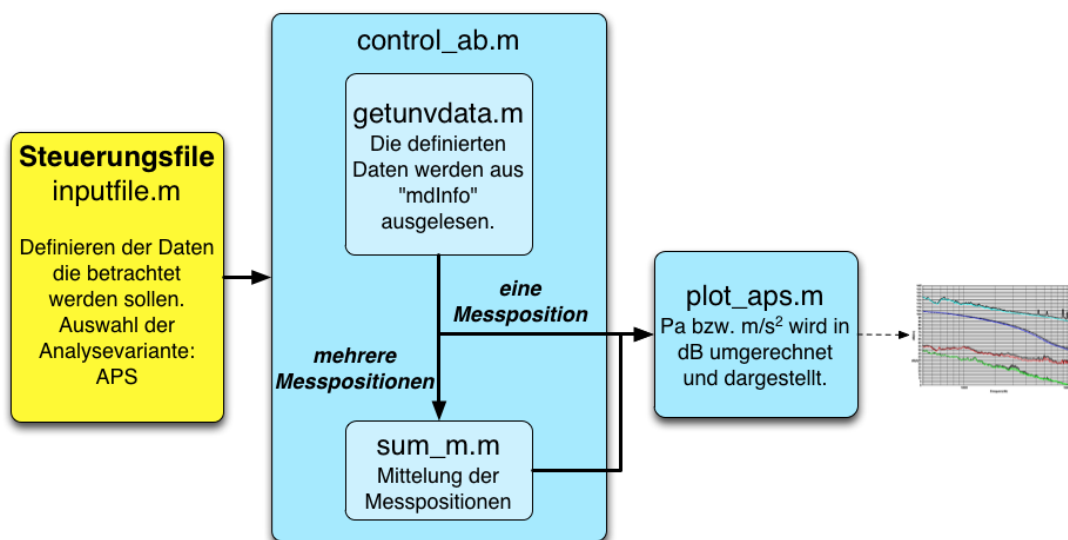 Steuerungsfile
inputfile.m
Definieren der Daten
die betrachtet
werden sollen.
Auswahl der
Analysevariante:
APS
control_ab.m
getunvdata.m
Die definierten
Daten werden aus
"mdInfo"
ausgelesen.
eine
Messposition
mehrere
Messpositionen
sum_m.m
Mittelung der
Messpositionen
plot_aps.m
Pa bzw. m/s² wird in
dB umgerechnet
und dargestellt.